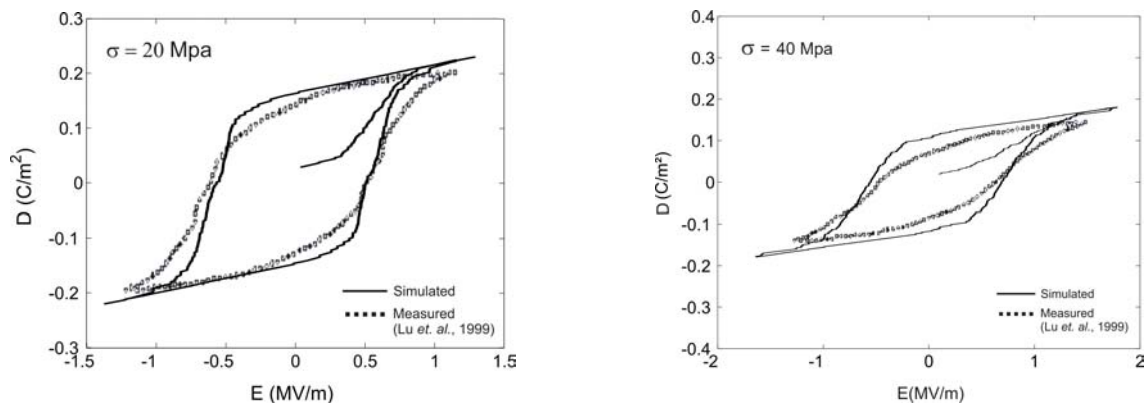 σ = 20 Mpa
D (C/m²)
0.3
0.2
0.1
0
-0.1
-0.2
-0.3
-1.5
-1
-0.5
0
0.5
1
1.5
E (MV/m)
Simulated
Measured
(Lu et. al., 1999)
σ = 40 Mpa
D (C/m²)
0.4
0.3
0.2
0.1
0
-0.1
-0.2
-0.3
-0.4
-2
-1
0
1
2
E(MV/m)
Simulated
Measured
(Lu et. al., 1999)